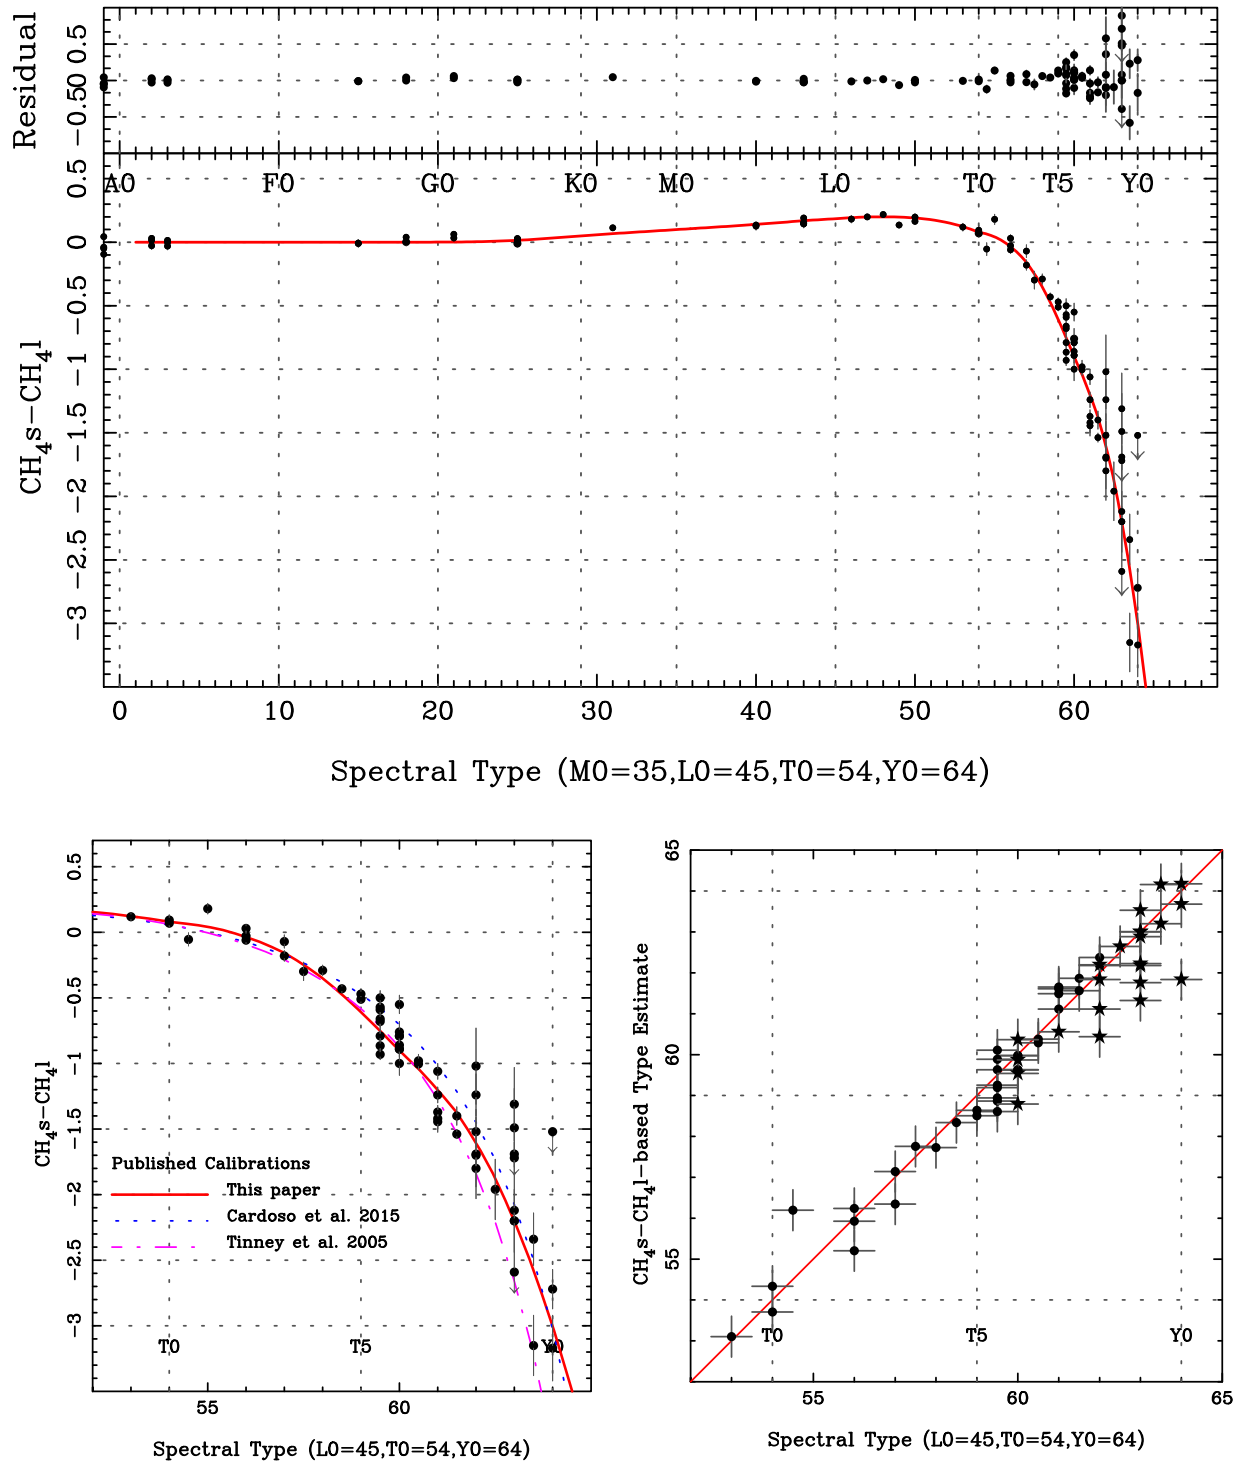 Residual
0.5
0
−0.5
A0 F0 G0 K0 M0 L0 T0 T5 Y0
CH4s−CH4l
0.5
0
−0.5
−1
−1.5
−2
−2.5
−3
0 10 20 30 40 50 60
Spectral Type (M0=35,L0=45,T0=54,Y0=64)
CH4s−CH4l
0.5
0
−0.5
−1
−1.5
−2
−2.5
−3
Published Calibrations
This paper
Cardoso et al. 2015
Tinney et al. 2005
T0 T5 Y0
55 60
Spectral Type (L0=45,T0=54,Y0=64)
CH4s−CH4l−based Type Estimate
65
60
55
T0 T5 Y0
55 60 65
Spectral Type (L0=45,T0=54,Y0=64)